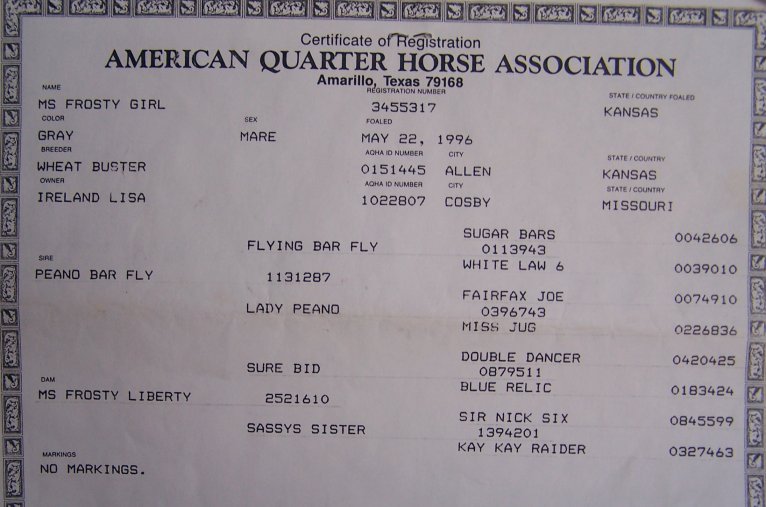 Certificate of Registration
AMERICAN QUARTER HORSE ASSOCIATION
Amarillo, Texas 79168
NAME REGISTRATION NUMBER STATE / COUNTRY FOALED
MS FROSTY GIRL 3455317 KANSAS
COLOR SEX FOALED
GRAY MARE MAY 22, 1996
BREEDER AQHA ID NUMBER CITY STATE / COUNTRY
WHEAT BUSTER 0151445 ALLEN KANSAS
OWNER AQHA ID NUMBER CITY STATE / COUNTRY
IRELAND LISA 1022807 COSBY MISSOURI
SUGAR BARS 0042606
FLYING BAR FLY 0113943
WHITE LAW 6 0039010
SIRE
PEANO BAR FLY 1131287
FAIRFAX JOE 0074910
LADY PEANO 0396743
MISS JUG 0226836
DOUBLE DANCER 0420425
SURE BID 0879511
BLUE RELIC 0183424
DAM
MS FROSTY LIBERTY 2521610
SIR NICK SIX 0845599
SASSYS SISTER 1394201
KAY KAY RAIDER 0327463
MARKINGS
NO MARKINGS.